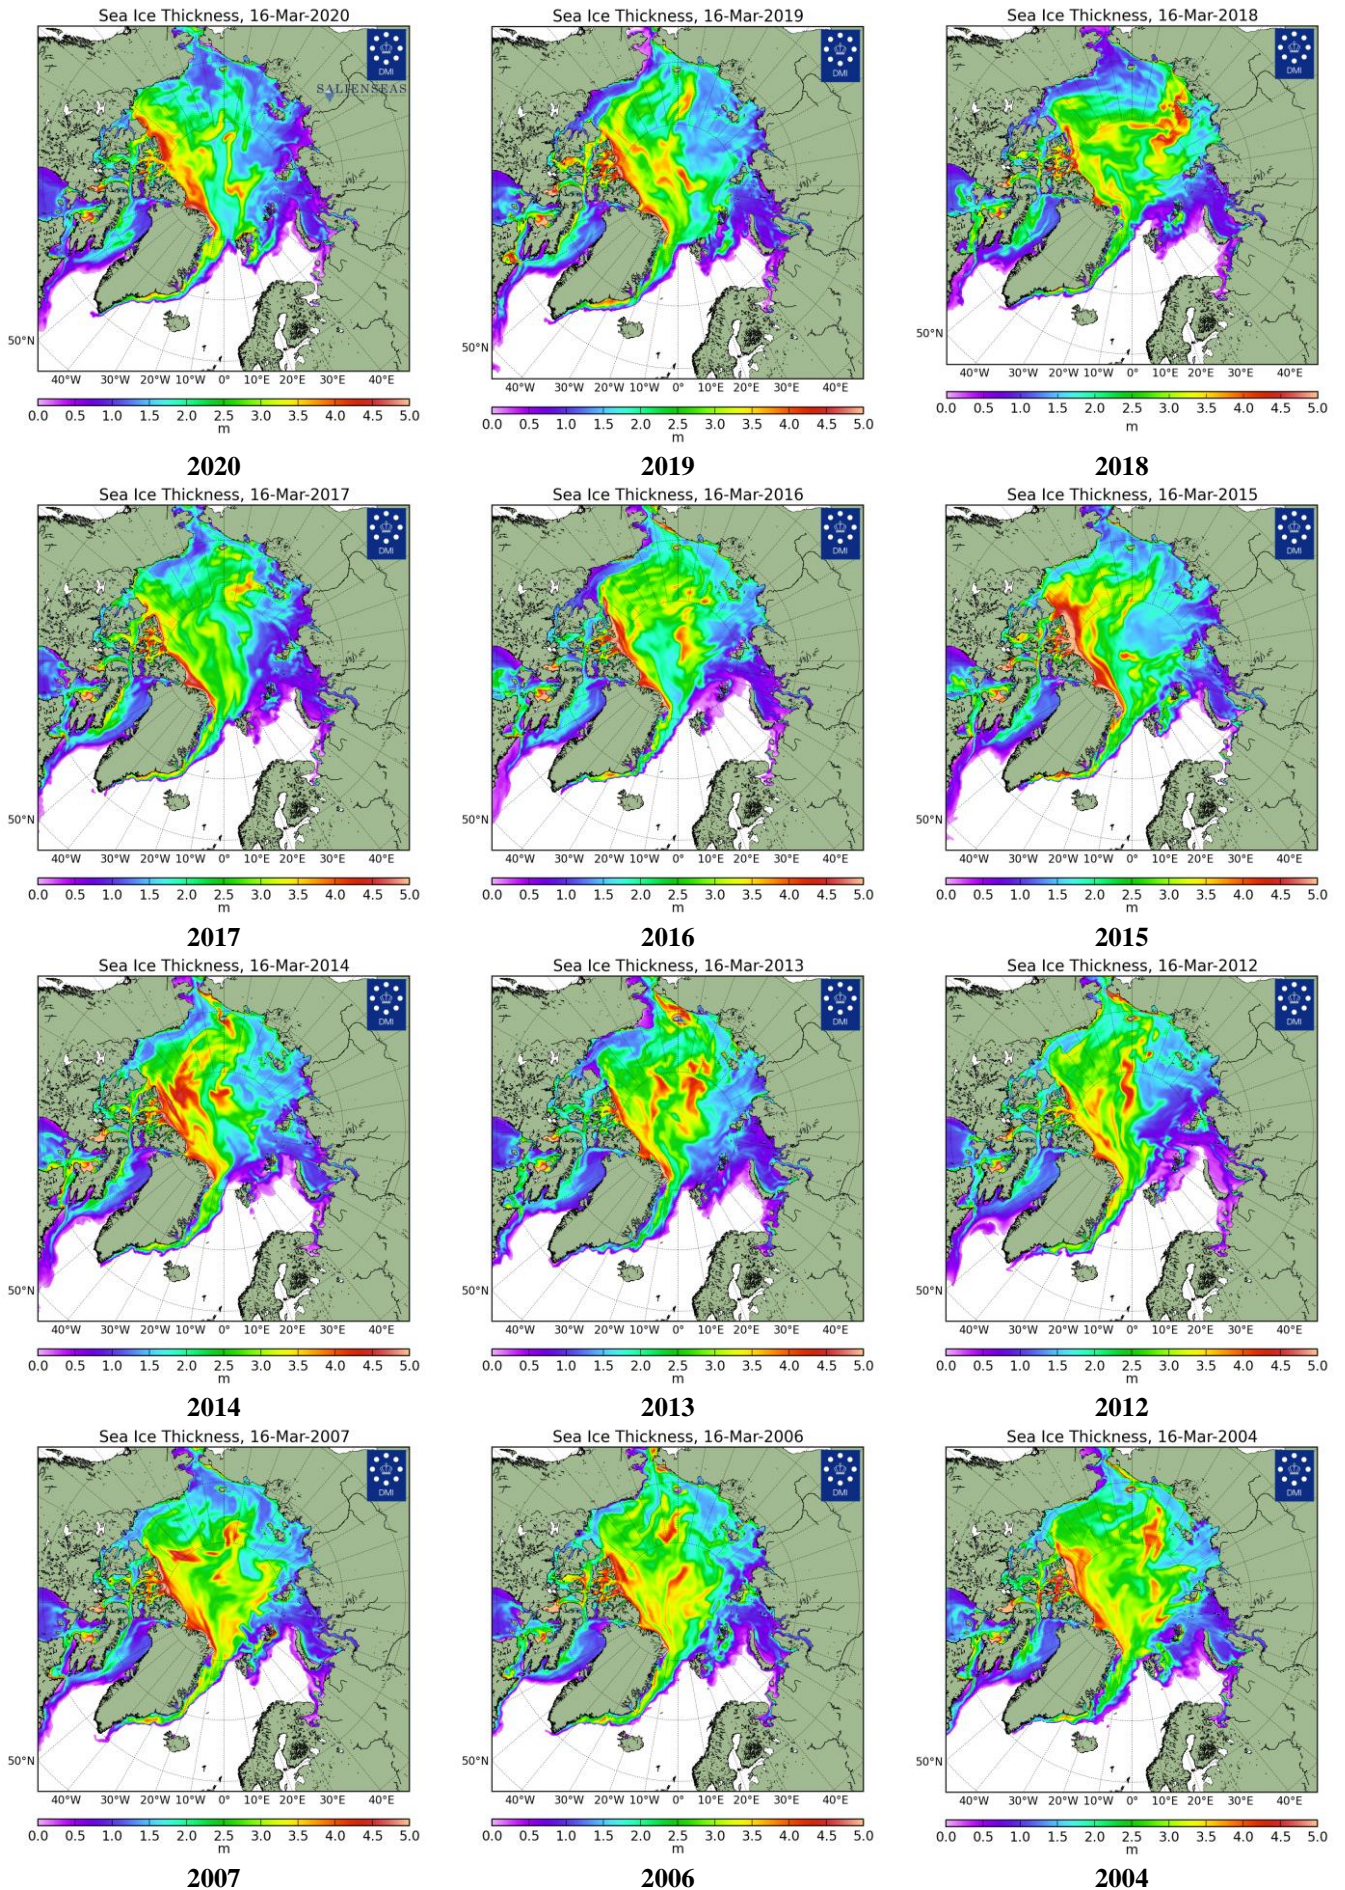 Sea Ice Thickness, 16-Mar-2020
DMI
SALIENSEAS
50°N
40°W 20°W 20°W 10°W 0° 10°E 20°E 30°E 40°E
0.0 0.5 1.0 1.5 2.0 2.5 3.0 3.5 4.0 4.5 5.0
m
2020
Sea Ice Thickness, 16-Mar-2019
DMI
50°N
40°W 30°W 20°W 10°W 0° 10°E 20°E 30°E 40°E
0.0 0.5 1.0 1.5 2.0 2.5 3.0 3.5 4.0 4.5 5.0
m
2019
Sea Ice Thickness, 16-Mar-2018
DMI
50°N
40°W 30°W 20°W 10°W 0° 10°E 20°E 30°E 40°E
0.0 0.5 1.0 1.5 2.0 2.5 3.0 3.5 4.0 4.5 5.0
m
2018
Sea Ice Thickness, 16-Mar-2017
DMI
50°N
40°W 30°W 20°W 10°W 0° 10°E 20°E 30°E 40°E
0.0 0.5 1.0 1.5 2.0 2.5 3.0 3.5 4.0 4.5 5.0
m
2017
Sea Ice Thickness, 16-Mar-2016
DMI
50°N
40°W 30°W 20°W 10°W 0° 10°E 20°E 30°E 40°E
0.0 0.5 1.0 1.5 2.0 2.5 3.0 3.5 4.0 4.5 5.0
m
2016
Sea Ice Thickness, 16-Mar-2015
DMI
50°N
40°W 30°W 20°W 10°W 0° 10°E 20°E 30°E 40°E
0.0 0.5 1.0 1.5 2.0 2.5 3.0 3.5 4.0 4.5 5.0
m
2015
Sea Ice Thickness, 16-Mar-2014
DMI
50°N
40°W 30°W 20°W 10°W 0° 10°E 20°E 30°E 40°E
0.0 0.5 1.0 1.5 2.0 2.5 3.0 3.5 4.0 4.5 5.0
m
2014
Sea Ice Thickness, 16-Mar-2013
DMI
50°N
40°W 30°W 20°W 10°W 0° 10°E 20°E 30°E 40°E
0.0 0.5 1.0 1.5 2.0 2.5 3.0 3.5 4.0 4.5 5.0
m
2013
Sea Ice Thickness, 16-Mar-2012
DMI
50°N
40°W 30°W 20°W 10°W 0° 10°E 20°E 30°E 40°E
0.0 0.5 1.0 1.5 2.0 2.5 3.0 3.5 4.0 4.5 5.0
m
2012
Sea Ice Thickness, 16-Mar-2007
DMI
50°N
40°W 30°W 20°W 10°W 0° 10°E 20°E 30°E 40°E
0.0 0.5 1.0 1.5 2.0 2.5 3.0 3.5 4.0 4.5 5.0
m
2007
Sea Ice Thickness, 16-Mar-2006
DMI
50°N
40°W 30°W 20°W 10°W 0° 10°E 20°E 30°E 40°E
0.0 0.5 1.0 1.5 2.0 2.5 3.0 3.5 4.0 4.5 5.0
m
2006
Sea Ice Thickness, 16-Mar-2004
DMI
50°N
40°W 30°W 20°W 10°W 0° 10°E 20°E 30°E 40°E
0.0 0.5 1.0 1.5 2.0 2.5 3.0 3.5 4.0 4.5 5.0
m
2004